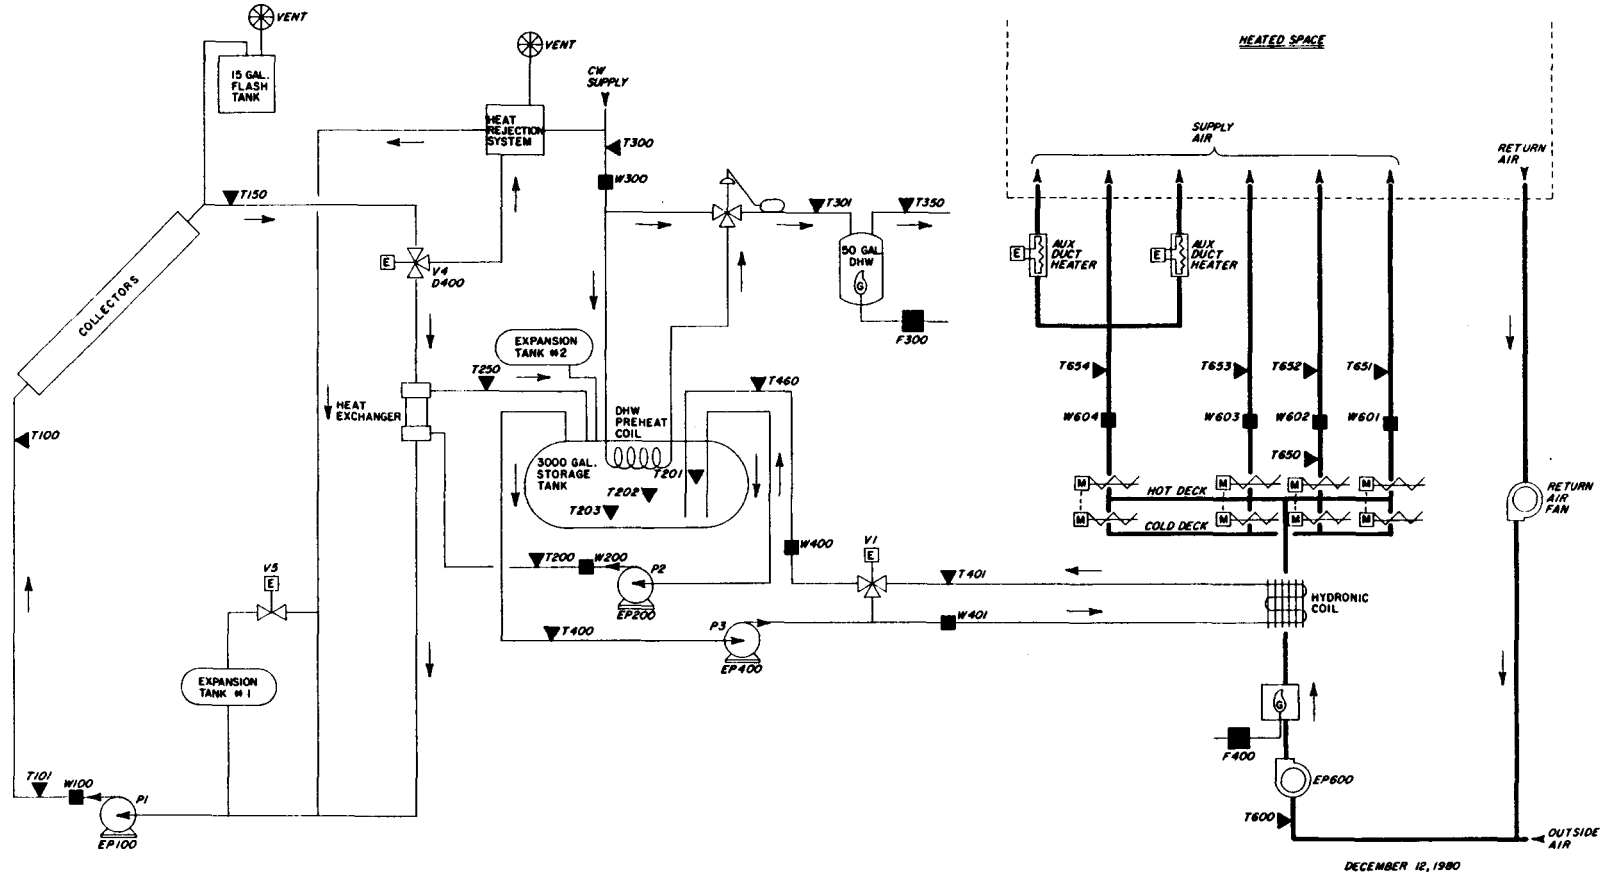 VENT
15 GAL.
FLASH
TANK
VENT
CW
SUPPLY
HEAT
REJECTION
SYSTEM
T300
W300
T150
E
V4
D400
COLLECTORS
T301
T350
50 GAL.
DHW
G
F300
EXPANSION
TANK #2
T250
HEAT
EXCHANGER
T100
DHW
PREHEAT
COIL
T460
3000 GAL.
STORAGE
TANK
T201
T202
T203
T200
W200
P2
EP200
W400
V1
E
T401
W401
T400
P3
EP400
V5
E
EXPANSION
TANK #1
T101
W100
P1
EP100
HEATED SPACE
SUPPLY
AIR
RETURN
AIR
E
AUX
DUCT
HEATER
E
AUX
DUCT
HEATER
T654
T653
T652
T651
W604
W603
W602
W601
T650
M
M
M
M
HOT DECK
M
M
M
M
COLD DECK
RETURN
AIR
FAN
HYDRONIC
COIL
G
F400
EP600
T600
OUTSIDE
AIR
DECEMBER 12, 1980